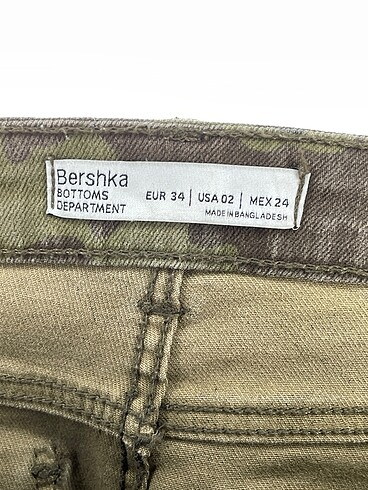 Bershka
BOTTOMS
DEPARTMENT
EUR 34 | USA 02 | MEX 24
MADE IN BANGLADESH